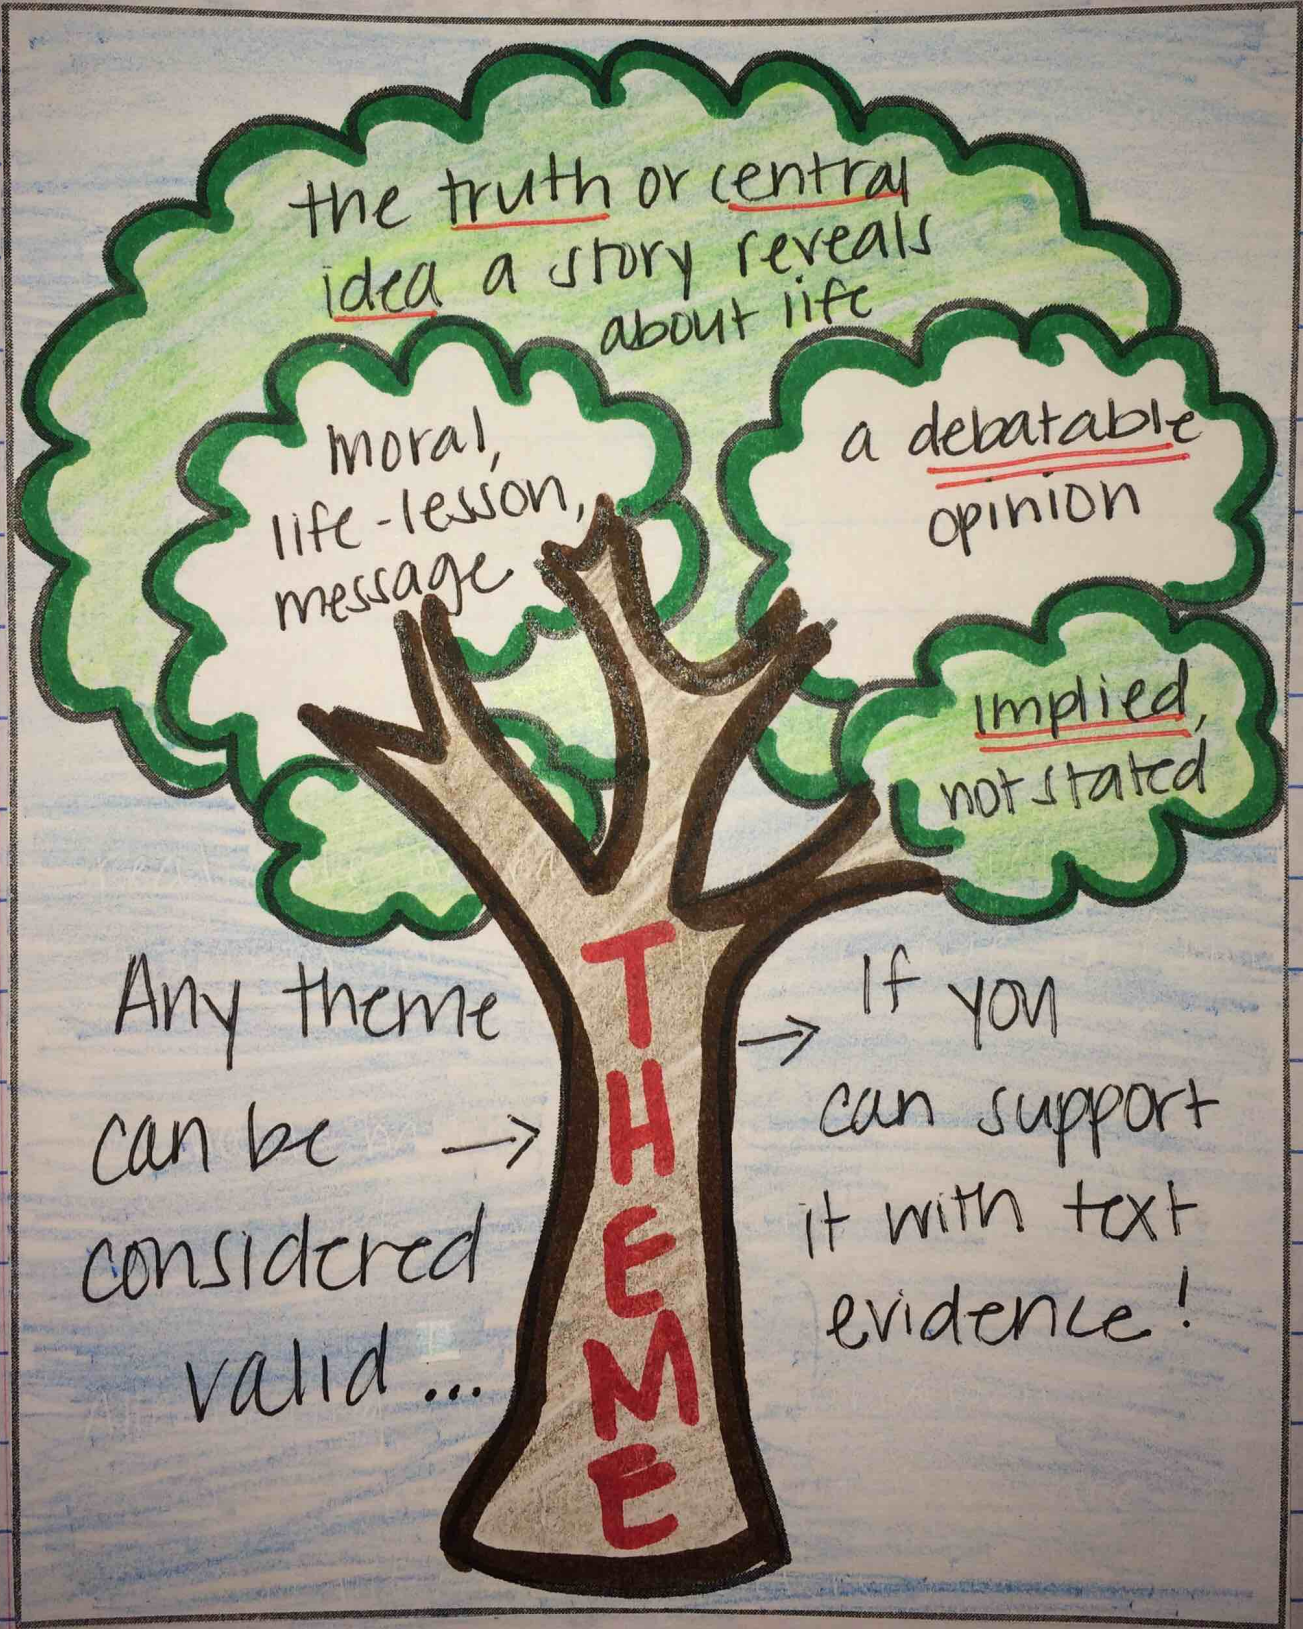 the truth or central
idea a story reveals
about life
moral,
life-lesson,
message
a debatable
opinion
implied,
not stated
THEME
Any theme
can be →
considered
valid...
→ If you
can support
it with text
evidence!